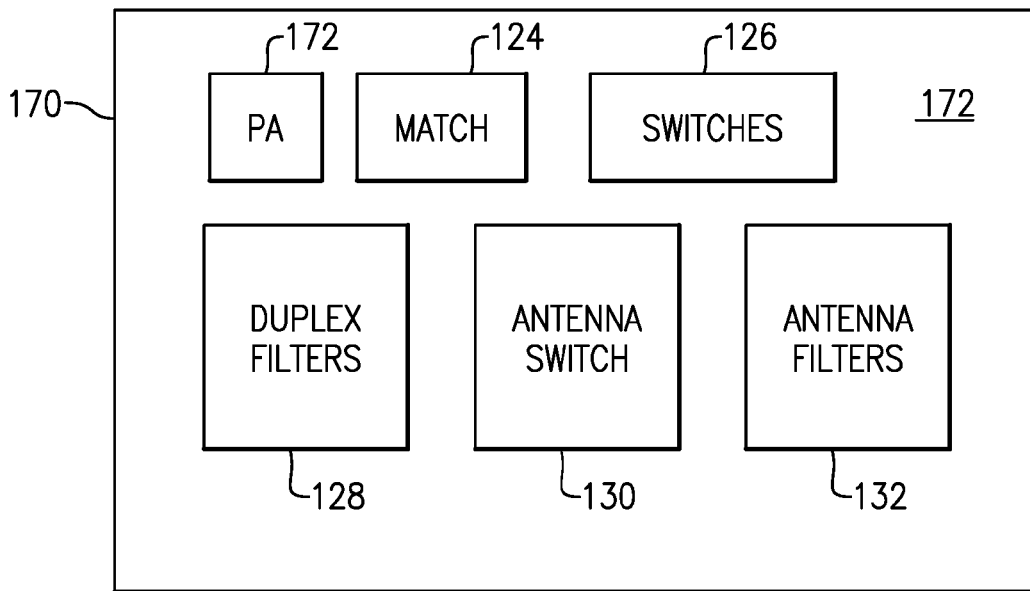 172
124
126
170
PA
MATCH
SWITCHES
172
DUPLEX
FILTERS
ANTENNA
SWITCH
ANTENNA
FILTERS
128
130
132